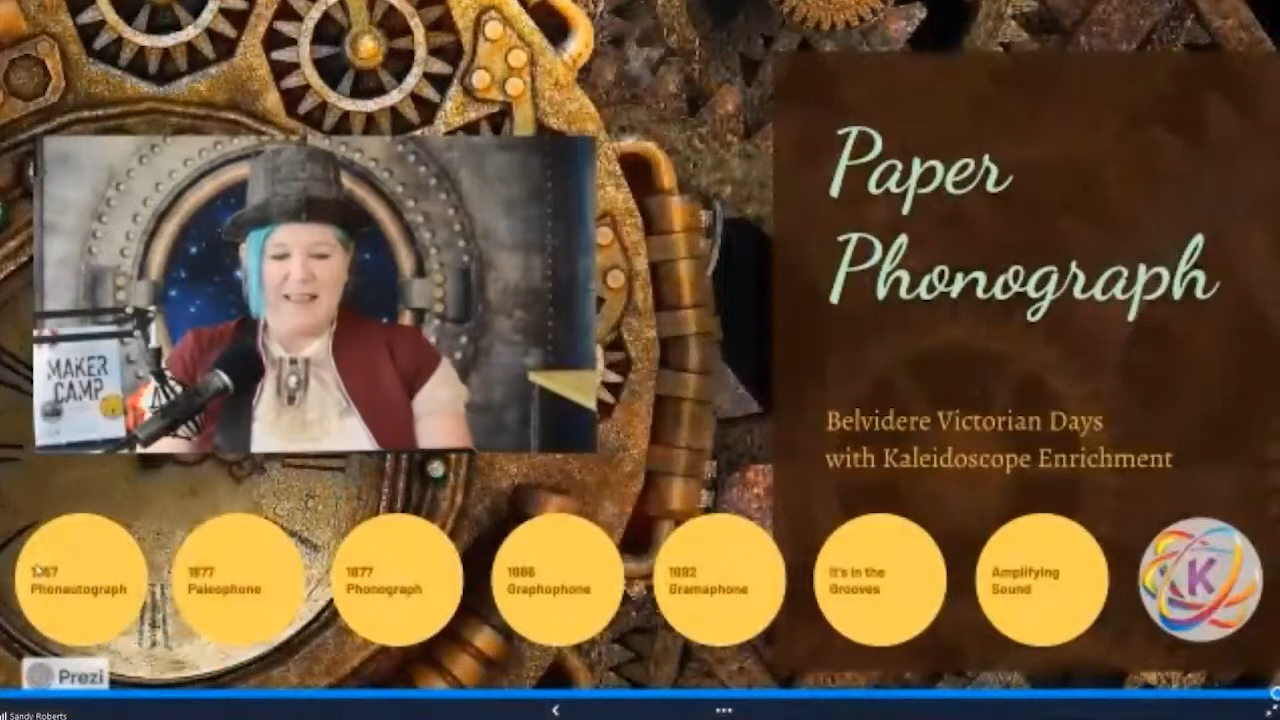 Paper
Phonograph
MAKER
CAMP
Belvidere Victorian Days
with Kaleidoscope Enrichment
Phonautograph
1877
Paleophone
1877
Phonograph
1886
Graphophone
Gramaphone
It's in the
Grooves
Amplifying
Sound
K
Prezi
Sandy Roberts